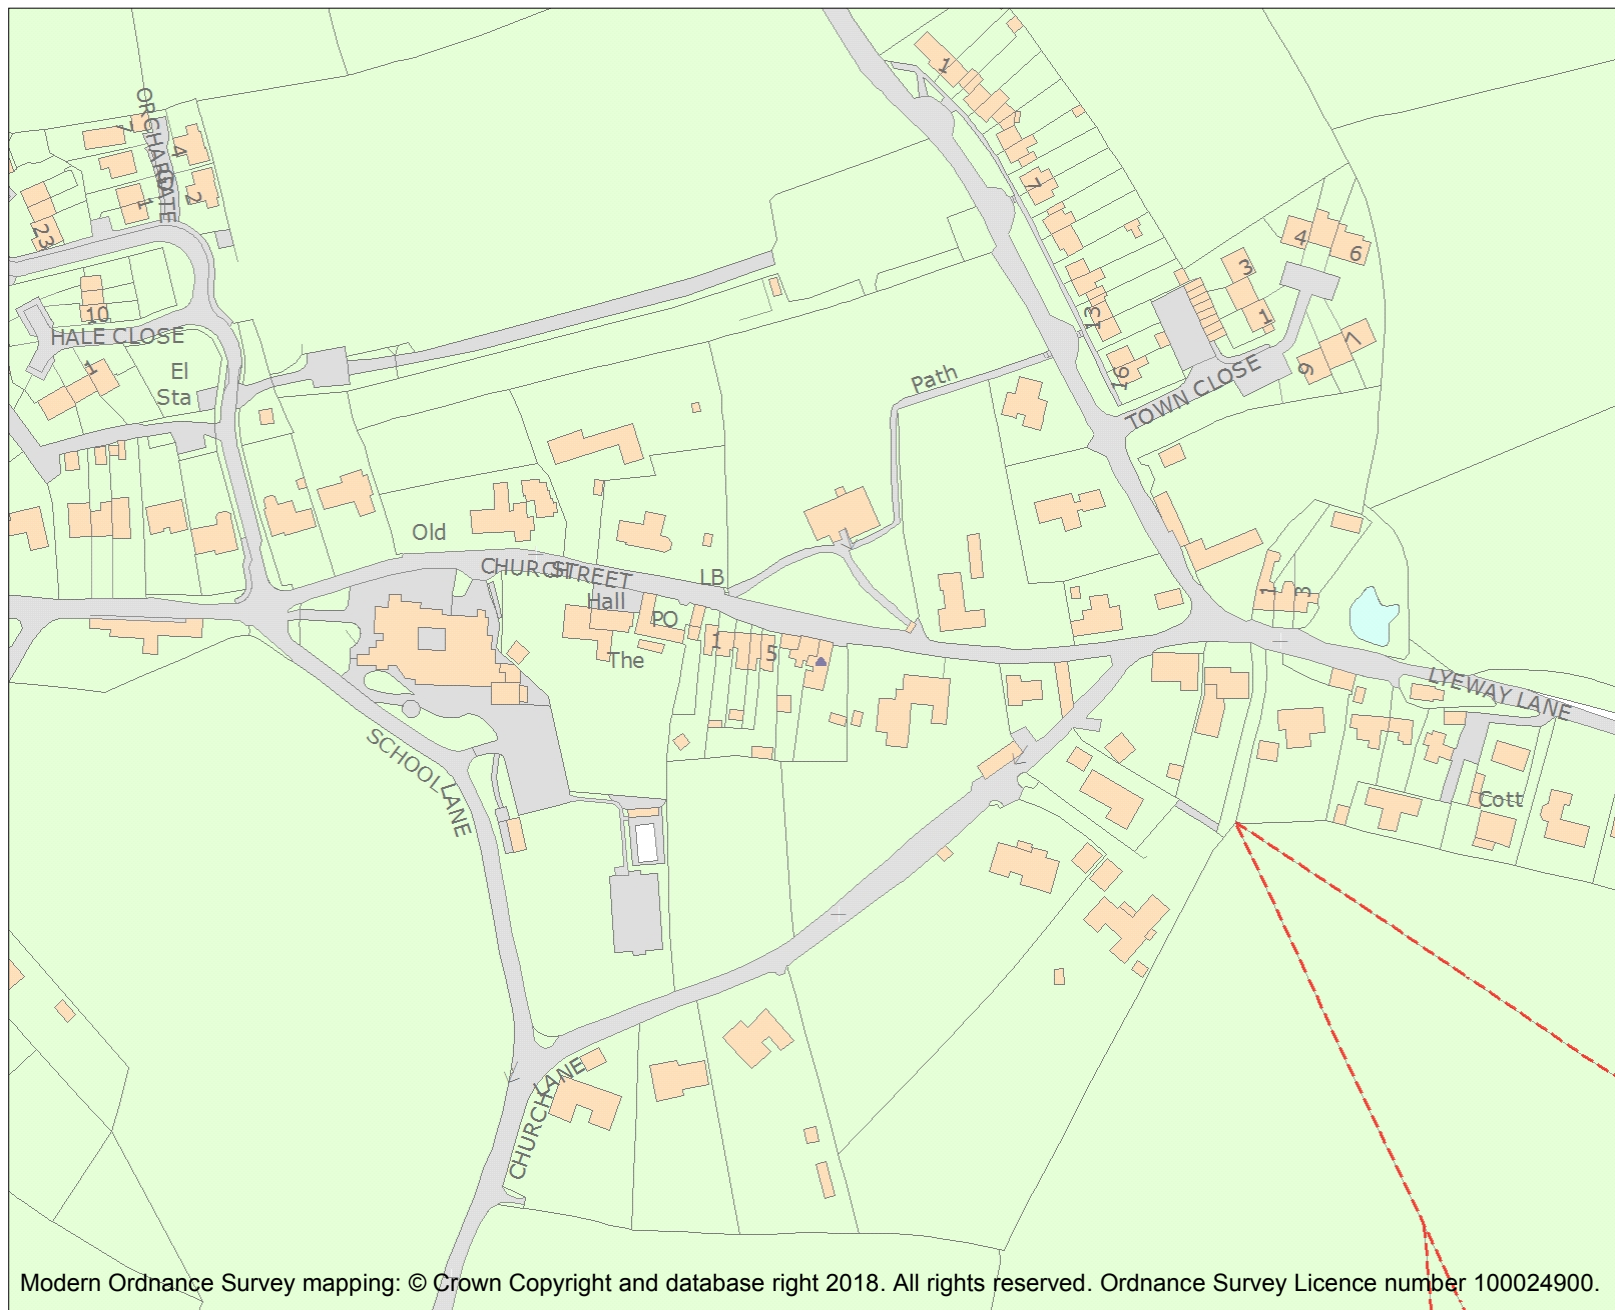 1
ORCHARD
GATE
7
4
1
2
23
7
4
6
3
1
10
HALE CLOSE
13
7
9
1
El
Sta
Path
16
TOWN CLOSE
Old
CHURCH STREET
LB
Hall
PO
1
3
1
5
The
LYEWAY LANE
SCHOOL LANE
Cott
CHURCH LANE
Modern Ordnance Survey mapping: © Crown Copyright and database right 2018. All rights reserved. Ordnance Survey Licence number 100024900.